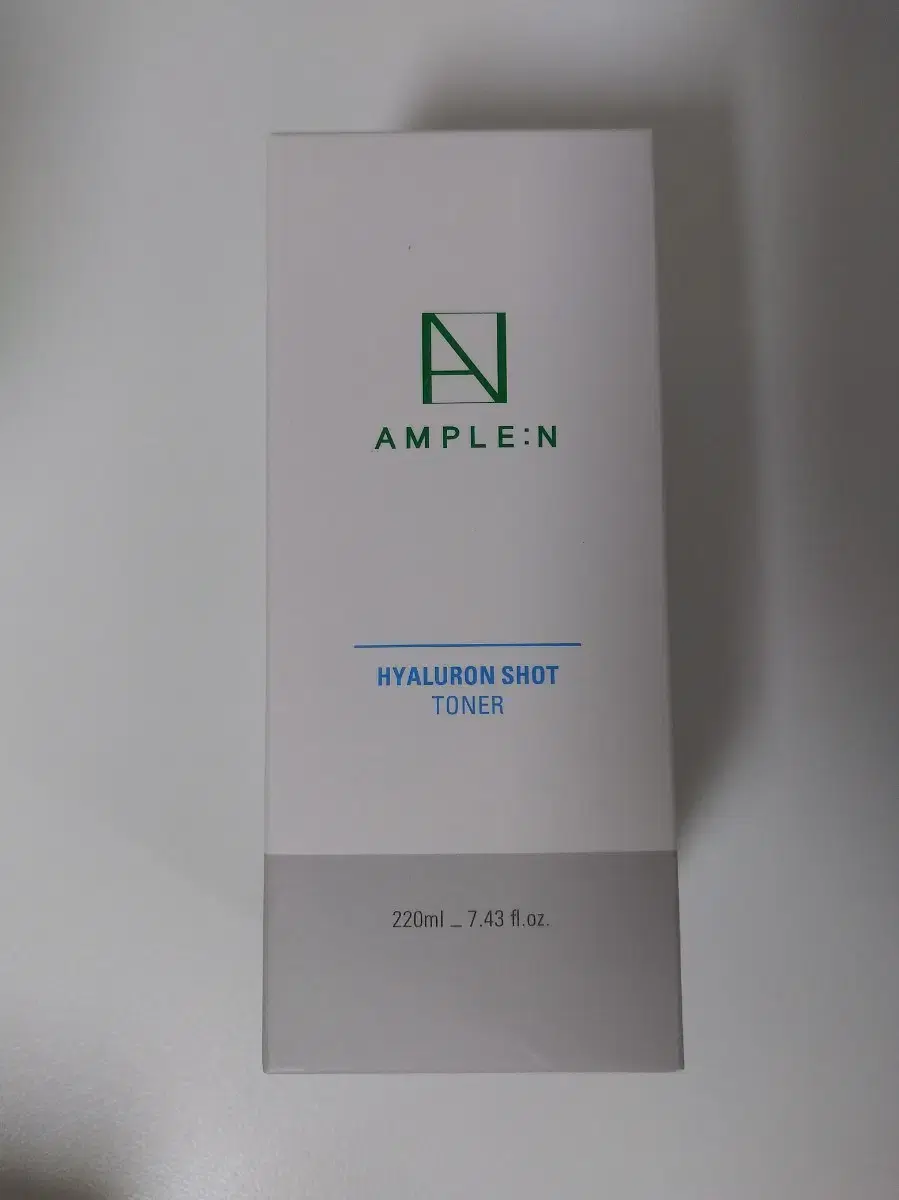 AMPLE:N
HYALURON SHOT
TONER
220ml _ 7.43 fl.oz.